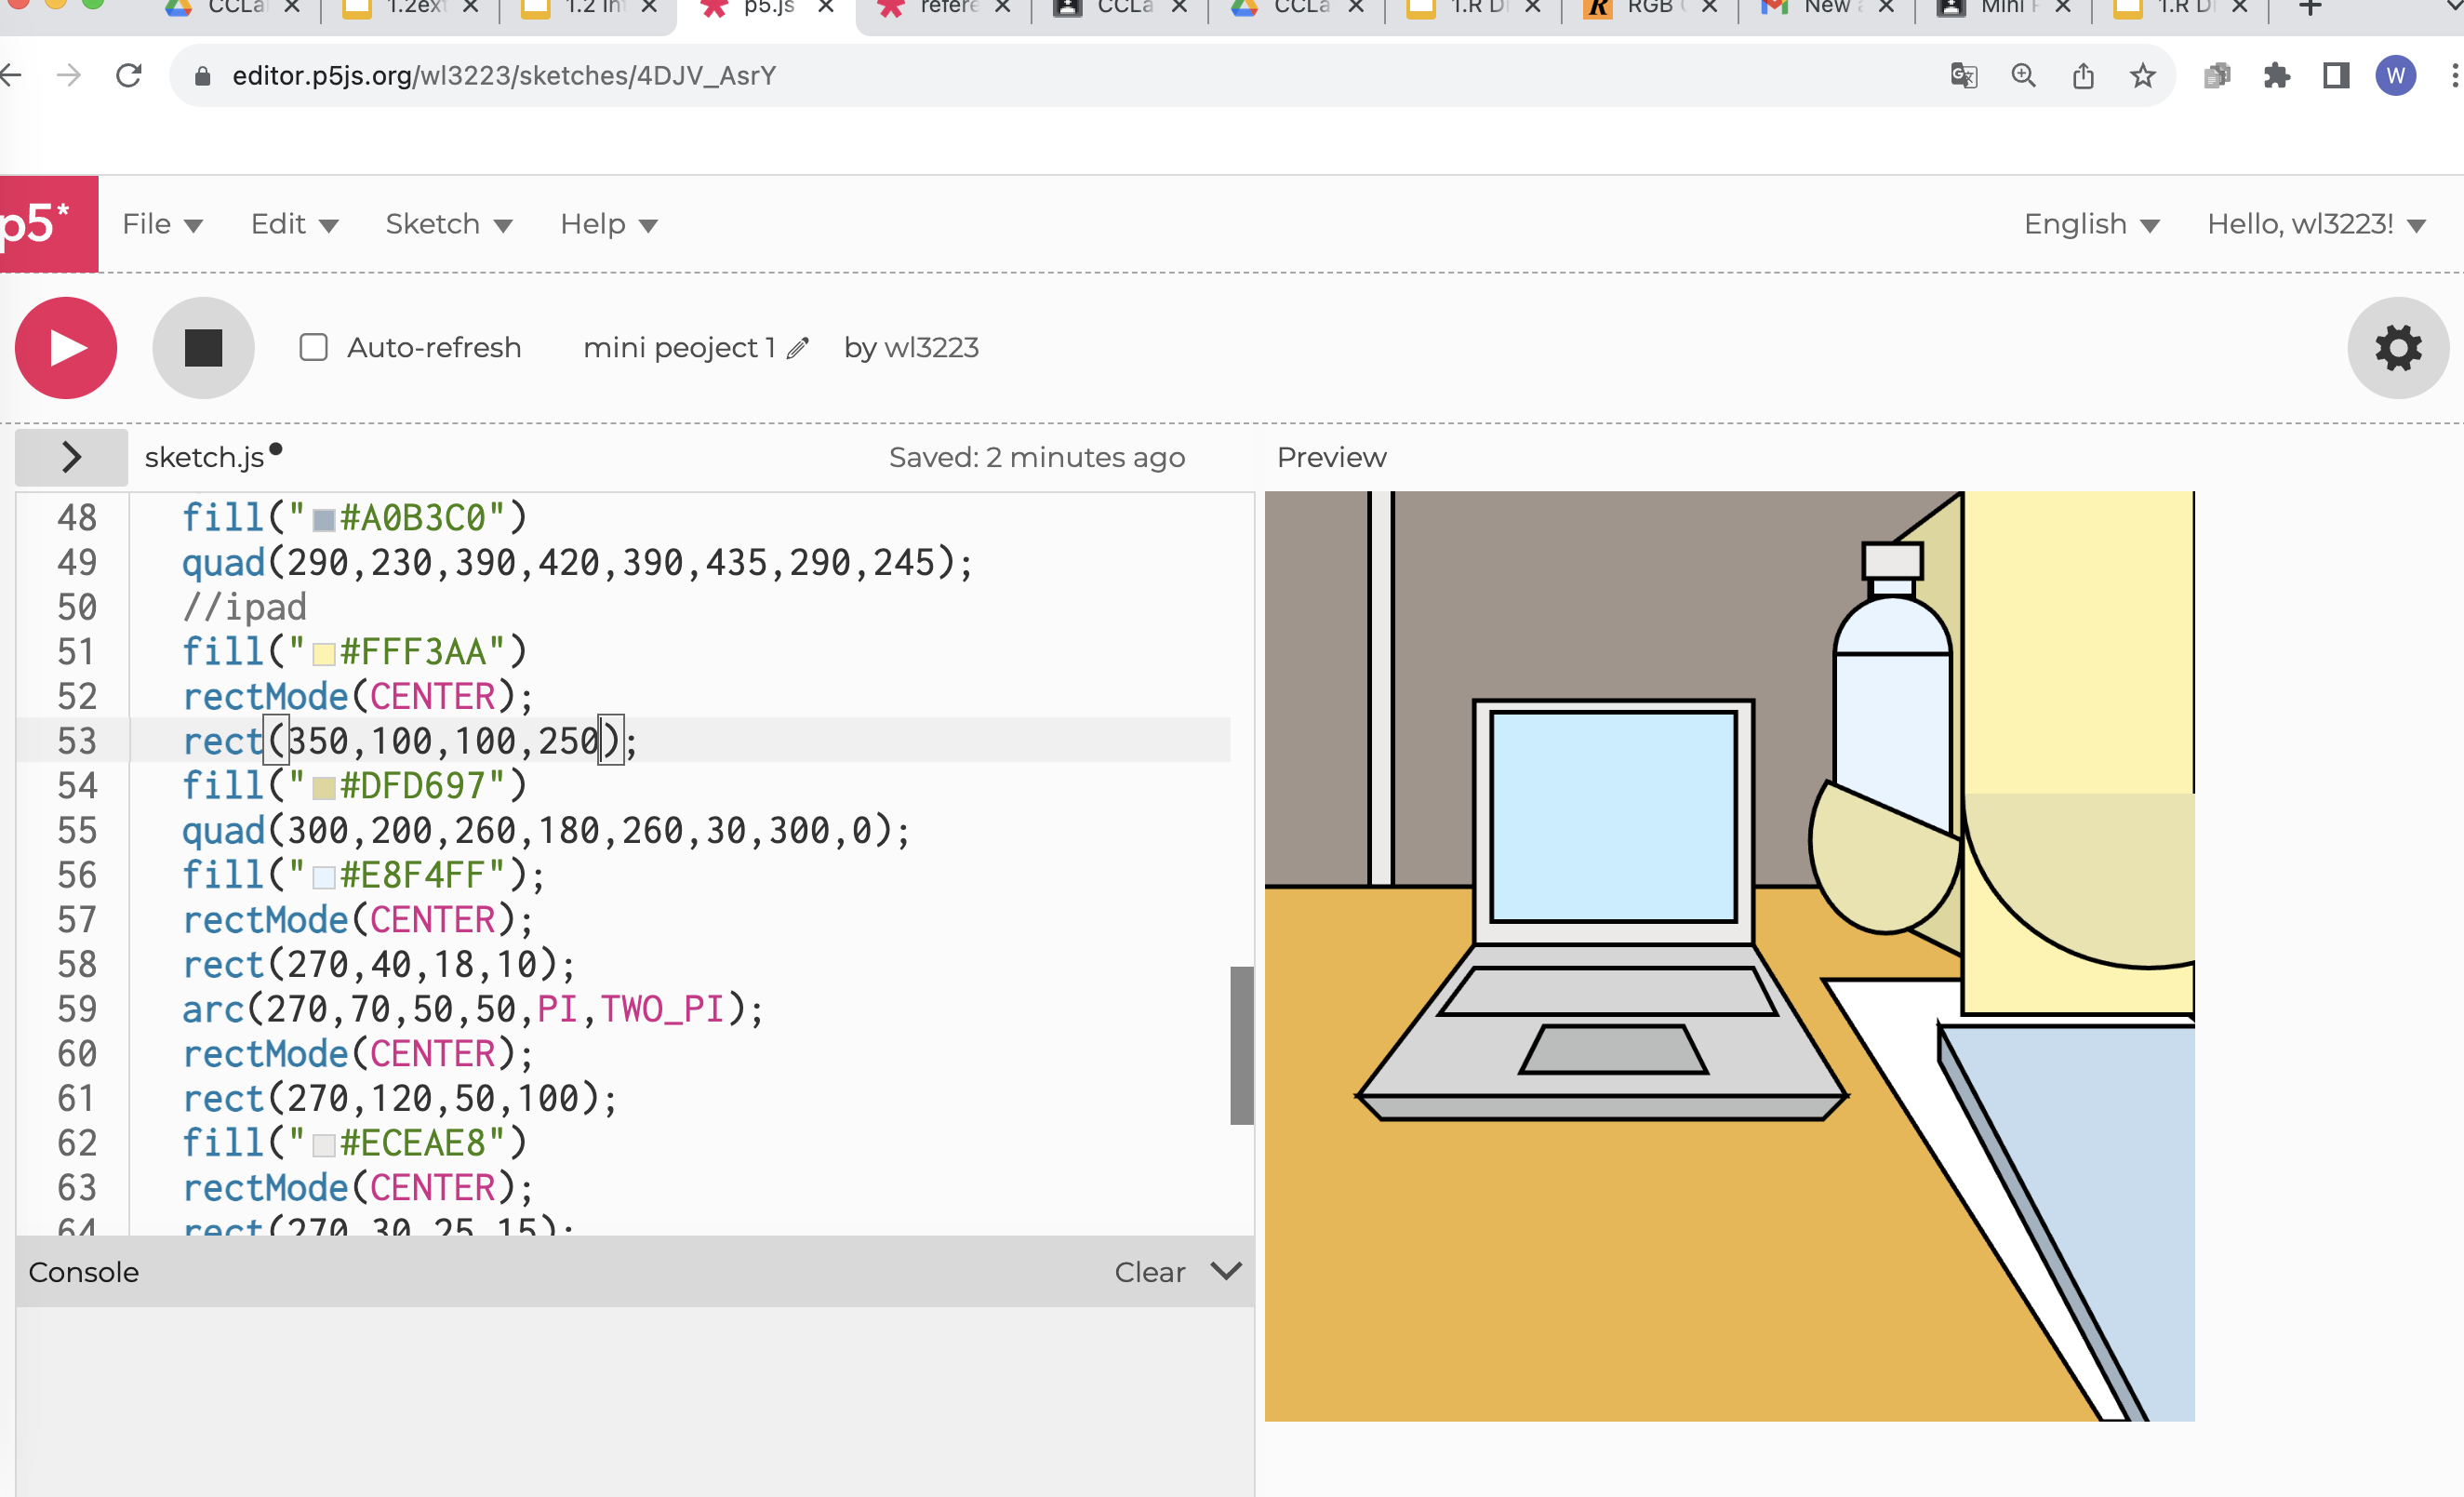 CCLa
1.2ext
1.2 Int
p5.js
refere
CCLa
CCLa
1.R D
RGB
New a
Mini
1.R D
editor.p5js.org/wl3223/sketches/4DJV_AsrY
W
p5*
File
Edit
Sketch
Help
English
Hello, wl3223!
Auto-refresh
mini peoject 1
by wl3223
sketch.js
Saved: 2 minutes ago
Preview
48 fill("#A0B3C0")
49 quad(290,230,390,420,390,435,290,245);
50 //ipad
51 fill("#FFF3AA")
52 rectMode(CENTER);
53 rect(350,100,100,250);
54 fill("#DFD697")
55 quad(300,200,260,180,260,30,300,0);
56 fill("#E8F4FF");
57 rectMode(CENTER);
58 rect(270,40,18,10);
59 arc(270,70,50,50,PI,TWO_PI);
60 rectMode(CENTER);
61 rect(270,120,50,100);
62 fill("#ECEAE8")
63 rectMode(CENTER);
64 rect(270,30,25,15);
Console
Clear